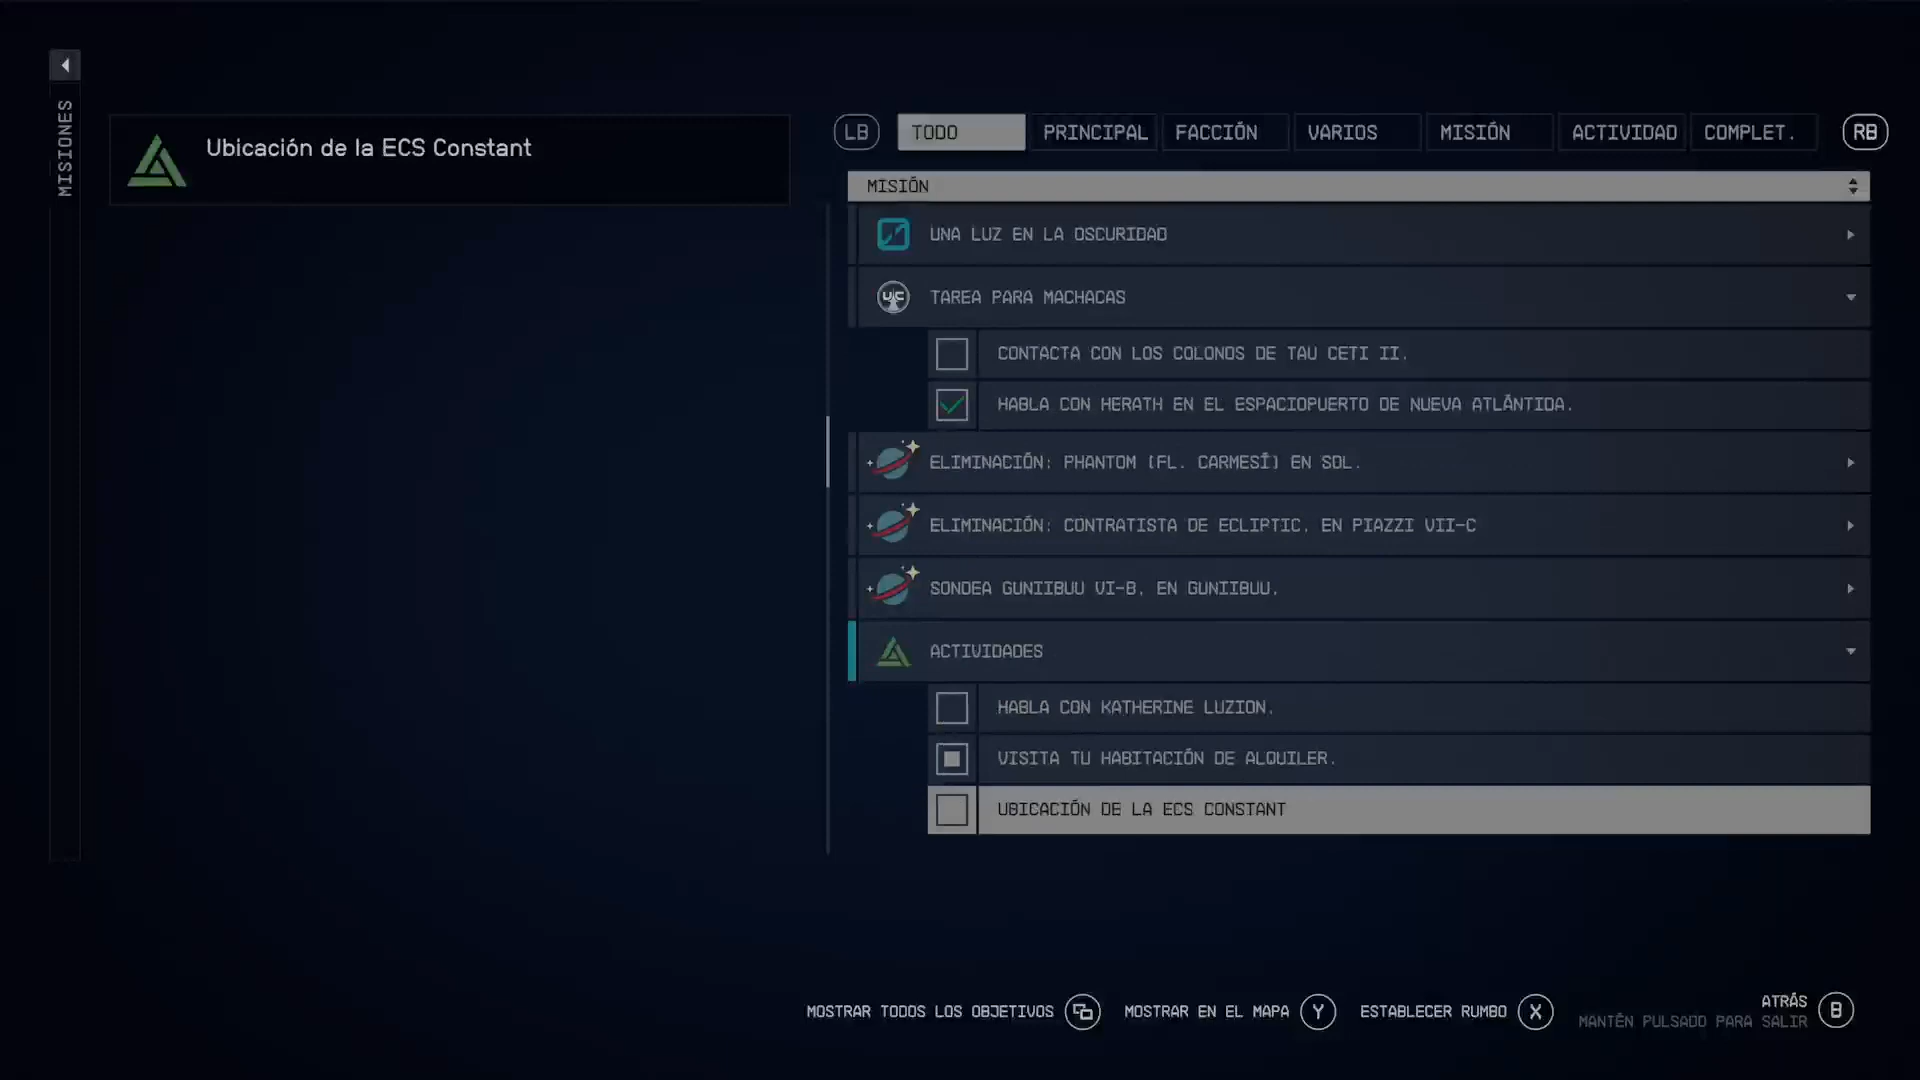 MISIONES
Ubicación de la ECS Constant
LB TODO PRINCIPAL FACCIÓN VARIOS MISIÓN ACTIVIDAD COMPLET. RB
MISIÓN
UNA LUZ EN LA OSCURIDAD
UC TAREA PARA MACHACAS
CONTACTA CON LOS COLONOS DE TAU CETI II.
HABLA CON HERATH EN EL ESPACIOPUERTO DE NUEVA ATLÁNTIDA.
ELIMINACIÓN: PHANTOM (FL. CARMESÍ) EN SOL.
ELIMINACIÓN: CONTRATISTA DE ECLIPTIC. EN PIAZZI VII-C
SONDEA GUNIIBUU VI-B, EN GUNIIBUU.
ACTIVIDADES
HABLA CON KATHERINE LUZION.
VISITA TU HABITACIÓN DE ALQUILER.
UBICACIÓN DE LA ECS CONSTANT
MOSTRAR TODOS LOS OBJETIVOS MOSTRAR EN EL MAPA Y ESTABLECER RUMBO X ATRÁS B
MANTÉN PULSADO PARA SALIR